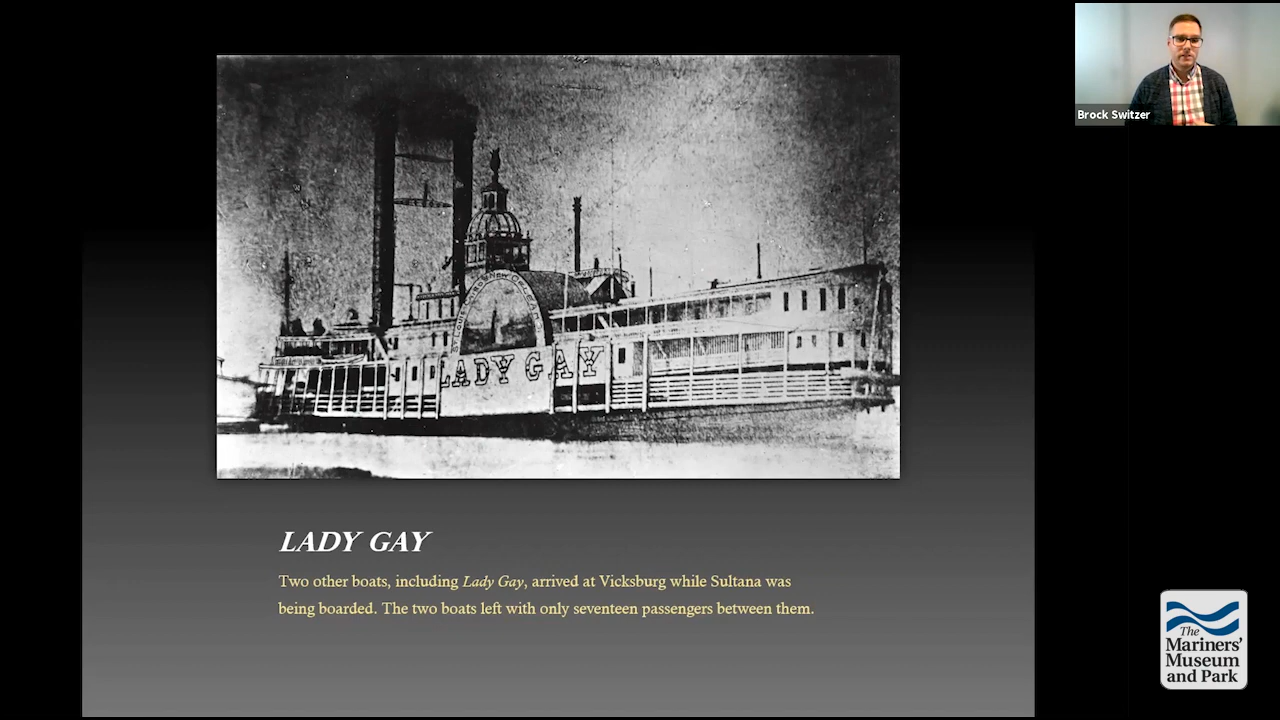 Brock Switzer
LADY GAY
LADY GAY
Two other boats, including Lady Gay, arrived at Vicksburg while Sultana was
being boarded. The two boats left with only seventeen passengers between them.
The
Mariners'
Museum
and Park